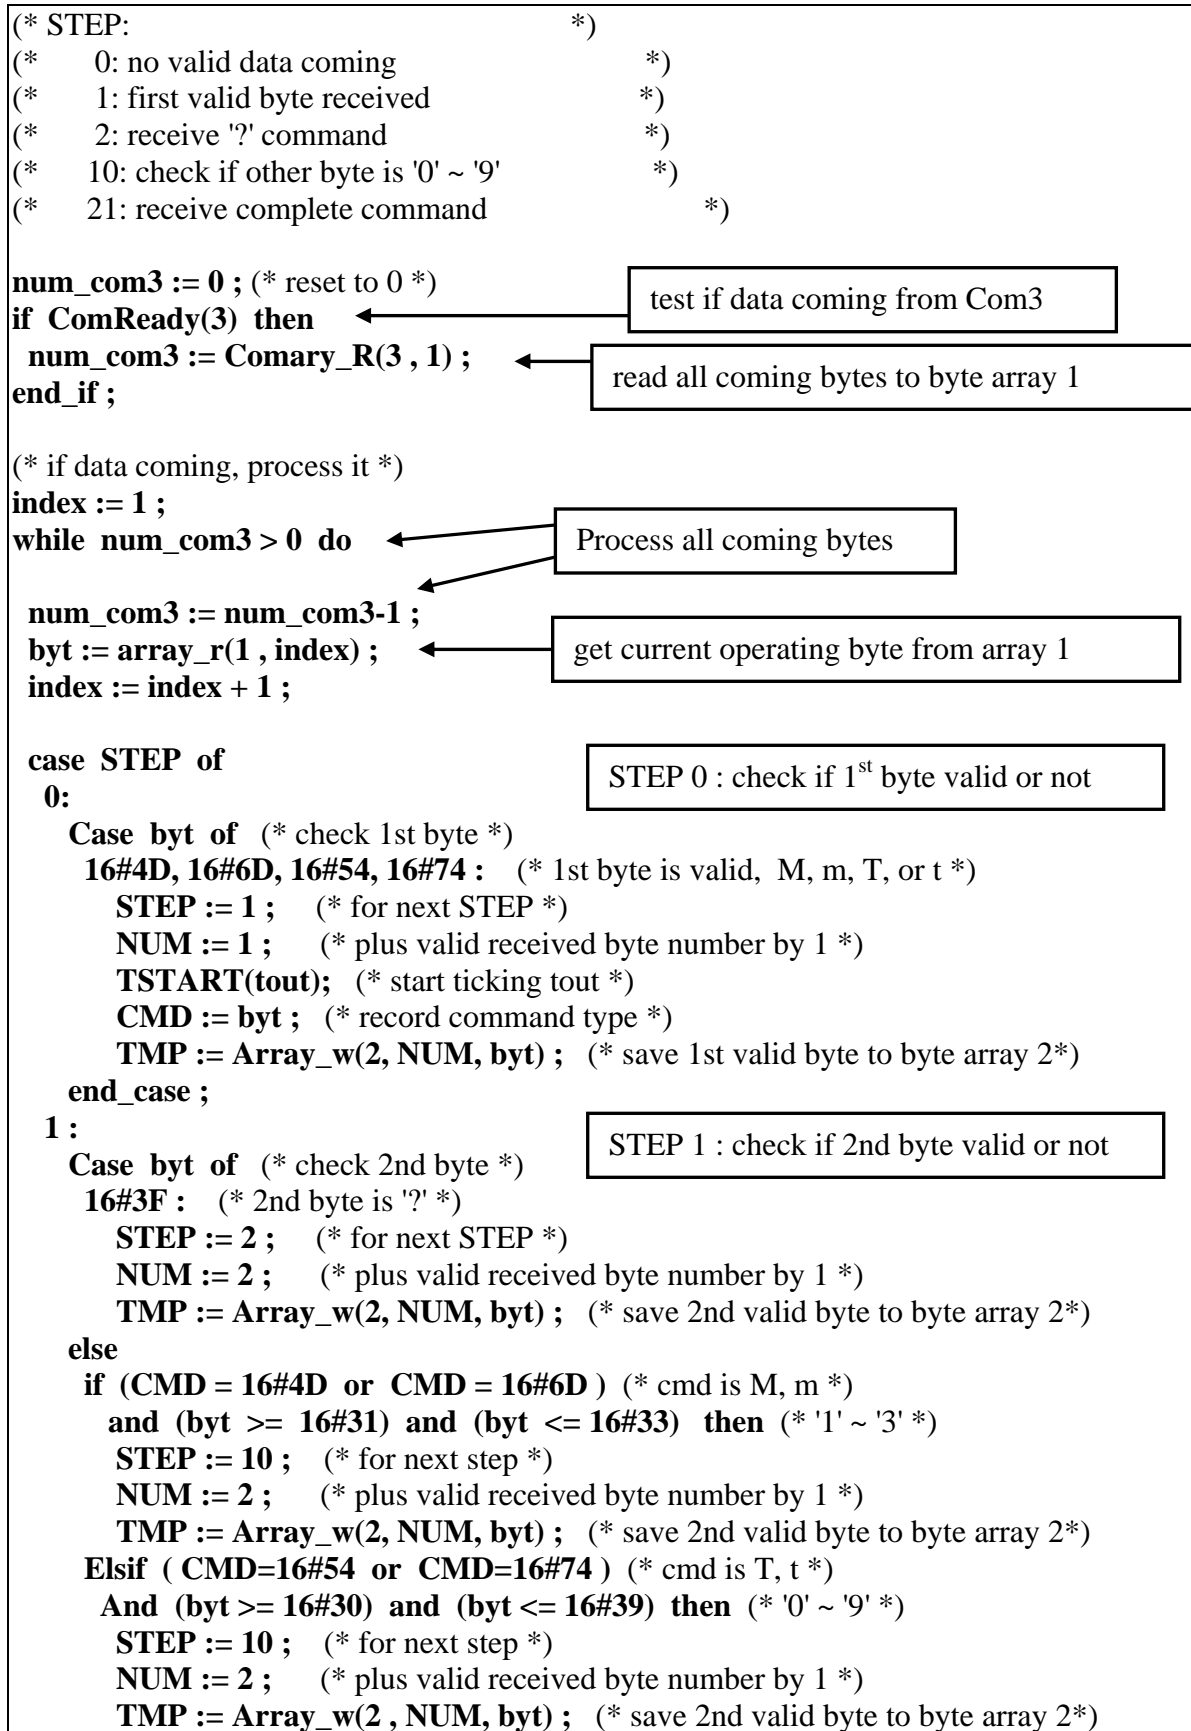 (* STEP: *)
(* 0: no valid data coming *)
(* 1: first valid byte received *)
(* 2: receive '?' command *)
(* 10: check if other byte is '0' ~ '9' *)
(* 21: receive complete command *)
num_com3 := 0 ; (* reset to 0 *)
test if data coming from Com3
if ComReady(3) then
num_com3 := Comary_R(3 , 1) ;
read all coming bytes to byte array 1
end_if ;
(* if data coming, process it *)
index := 1 ;
while num_com3 > 0 do
Process all coming bytes
num_com3 := num_com3-1 ;
byt := array_r(1 , index) ;
get current operating byte from array 1
index := index + 1 ;
case STEP of
STEP 0 : check if 1st byte valid or not
0:
Case byt of (* check 1st byte *)
16#4D, 16#6D, 16#54, 16#74 : (* 1st byte is valid, M, m, T, or t *)
STEP := 1 ; (* for next STEP *)
NUM := 1 ; (* plus valid received byte number by 1 *)
TSTART(tout); (* start ticking tout *)
CMD := byt ; (* record command type *)
TMP := Array_w(2, NUM, byt) ; (* save 1st valid byte to byte array 2*)
end_case ;
1 :
STEP 1 : check if 2nd byte valid or not
Case byt of (* check 2nd byte *)
16#3F : (* 2nd byte is '?' *)
STEP := 2 ; (* for next STEP *)
NUM := 2 ; (* plus valid received byte number by 1 *)
TMP := Array_w(2, NUM, byt) ; (* save 2nd valid byte to byte array 2*)
else
if (CMD = 16#4D or CMD = 16#6D ) (* cmd is M, m *)
and (byt >= 16#31) and (byt <= 16#33) then (* '1' ~ '3' *)
STEP := 10 ; (* for next step *)
NUM := 2 ; (* plus valid received byte number by 1 *)
TMP := Array_w(2, NUM, byt) ; (* save 2nd valid byte to byte array 2*)
Elsif ( CMD=16#54 or CMD=16#74 ) (* cmd is T, t *)
And (byt >= 16#30) and (byt <= 16#39) then (* '0' ~ '9' *)
STEP := 10 ; (* for next step *)
NUM := 2 ; (* plus valid received byte number by 1 *)
TMP := Array_w(2 , NUM, byt) ; (* save 2nd valid byte to byte array 2*)